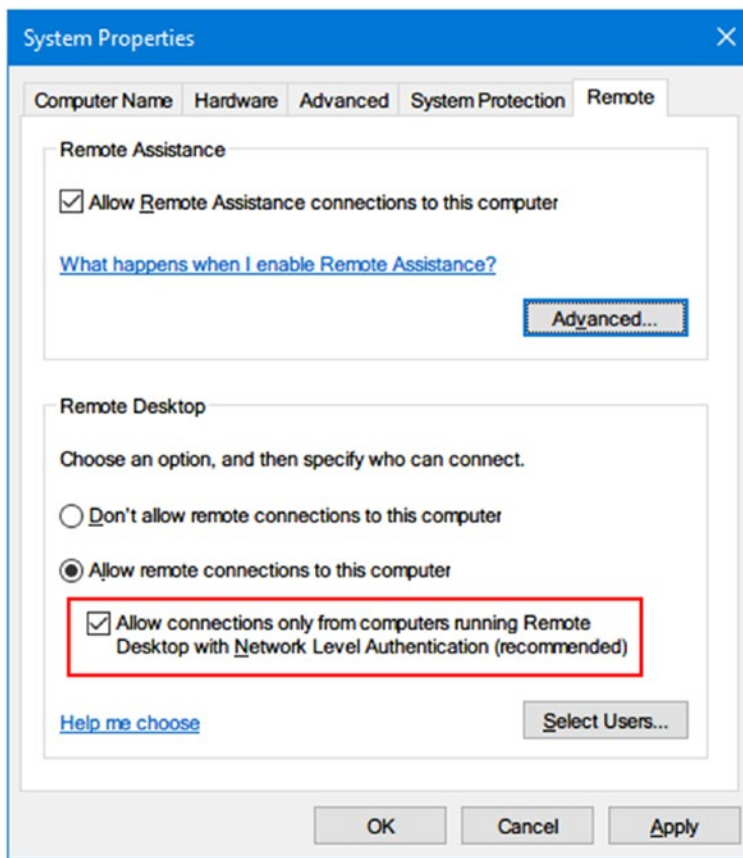 System Properties
Computer Name Hardware Advanced System Protection Remote
Remote Assistance
Allow Remote Assistance connections to this computer
What happens when I enable Remote Assistance?
Advanced...
Remote Desktop
Choose an option, and then specify who can connect.
Don't allow remote connections to this computer
Allow remote connections to this computer
Allow connections only from computers running Remote
Desktop with Network Level Authentication (recommended)
Help me choose
Select Users...
OK Cancel Apply